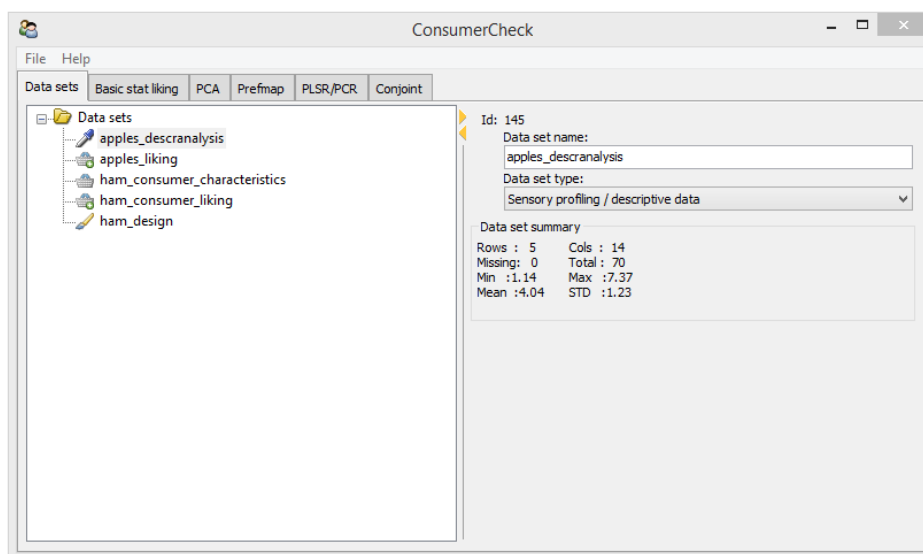 ConsumerCheck
File Help
Data sets Basic stat liking PCA Prefmap PLSR/PCR Conjoint
Data sets
apples_descranalysis
apples_liking
ham_consumer_characteristics
ham_consumer_liking
ham_design
Id: 145
Data set name:
apples_descranalysis
Data set type:
Sensory profiling / descriptive data
Data set summary
Rows : 5 Cols : 14
Missing: 0 Total : 70
Min :1.14 Max :7.37
Mean :4.04 STD :1.23